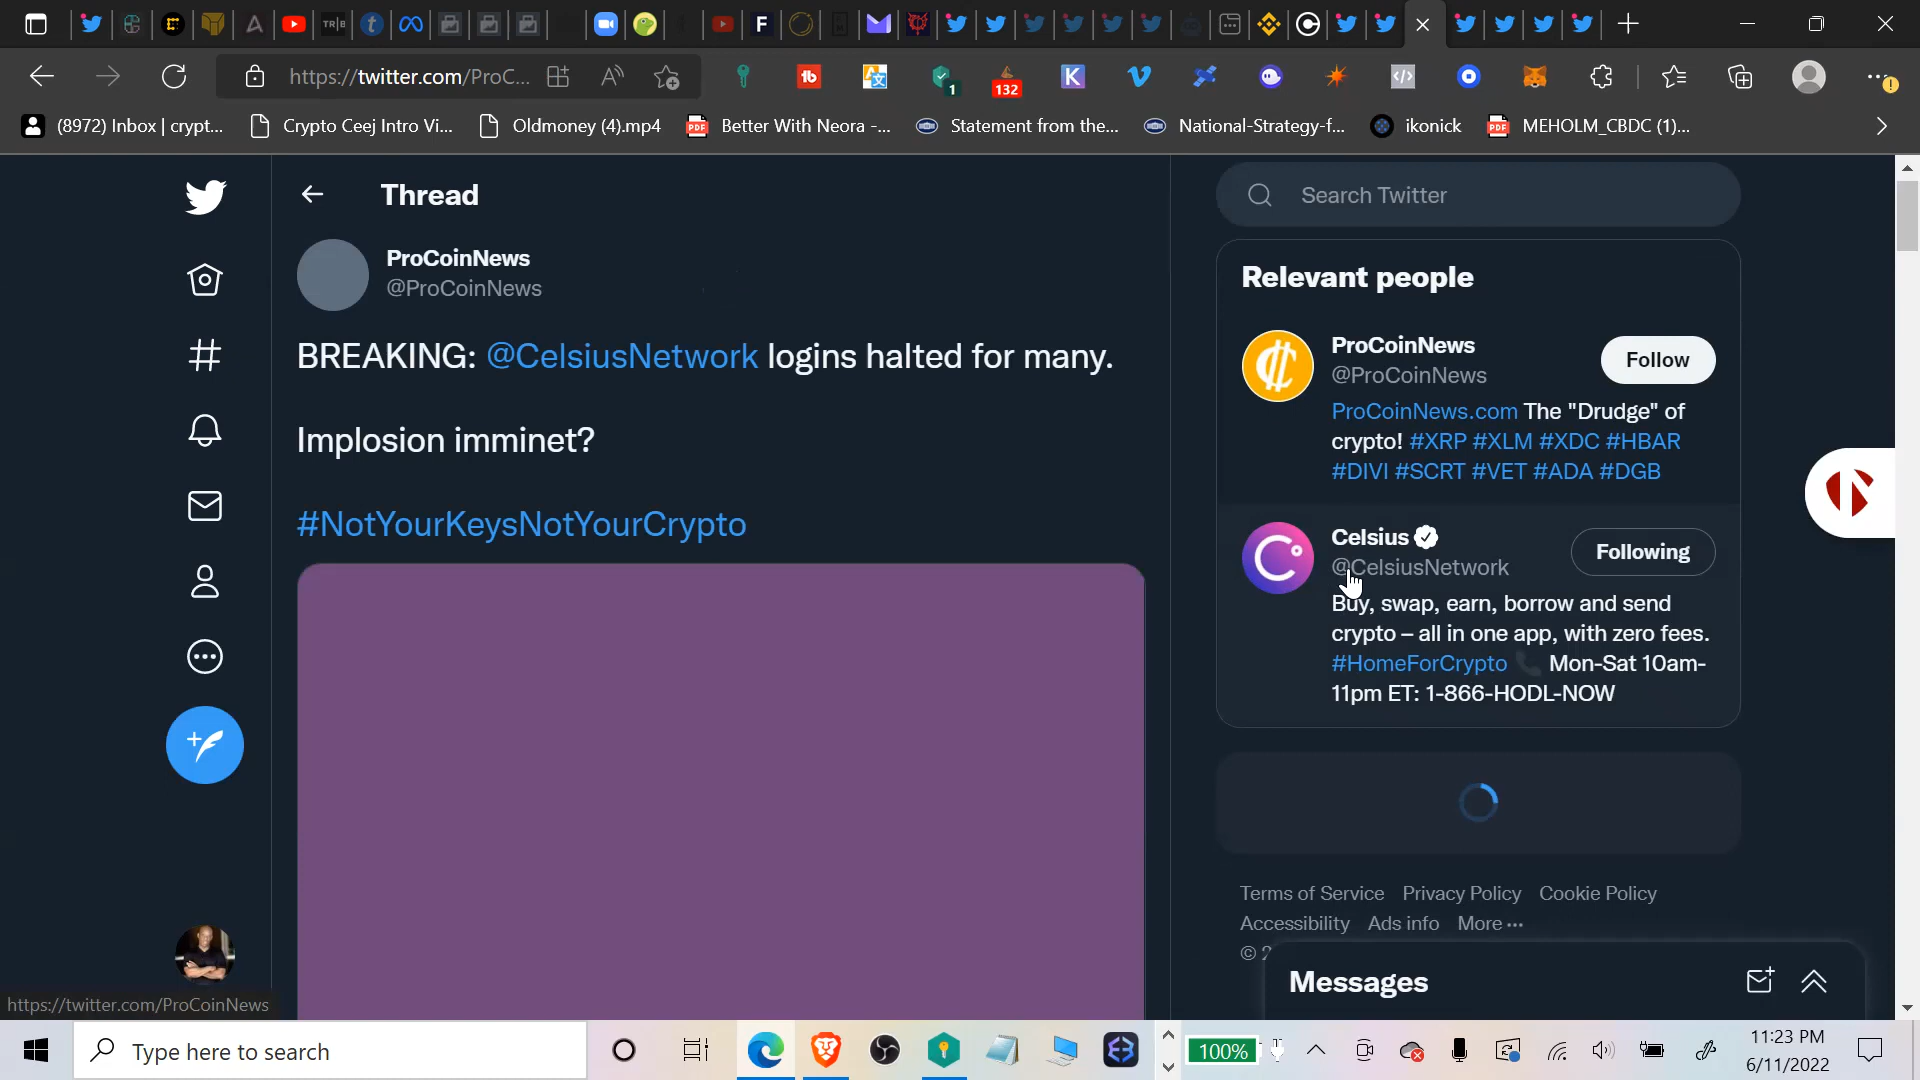 https://twitter.com/ProC...
1
132
(8972) Inbox | crypt...
Crypto Ceej Intro Vi...
Oldmoney (4).mp4
Better With Neora -...
Statement from the...
National-Strategy-f...
ikonick
MEHOLM_CBDC (1)...
Thread
Search Twitter
ProCoinNews
@ProCoinNews
BREAKING: @CelsiusNetwork logins halted for many.
Implosion imminet?
#NotYourKeysNotYourCrypto
Relevant people
ProCoinNews
@ProCoinNews
Follow
ProCoinNews.com The "Drudge" of
crypto! #XRP #XLM #XDC #HBAR
#DIVI #SCRT #VET #ADA #DGB
Celsius
@CelsiusNetwork
Following
Buy, swap, earn, borrow and send
crypto – all in one app, with zero fees.
#HomeForCrypto 📞 Mon-Sat 10am-
11pm ET: 1-866-HODL-NOW
Terms of Service Privacy Policy Cookie Policy
Accessibility Ads info More ···
©
Messages
https://twitter.com/ProCoinNews
Type here to search
100%
11:23 PM
6/11/2022